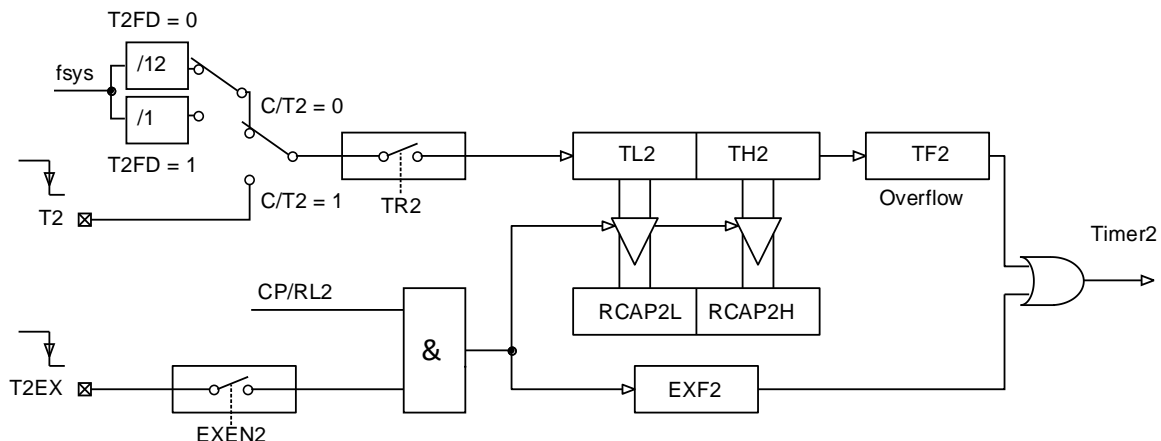 T2FD = 0
/12
fsys
C/T2 = 0
/1
T2FD = 1
TL2
TH2
TF2
T2
C/T2 = 1
TR2
Overflow
Timer2
CP/RL2
RCAP2L
RCAP2H
&
T2EX
EXF2
EXEN2